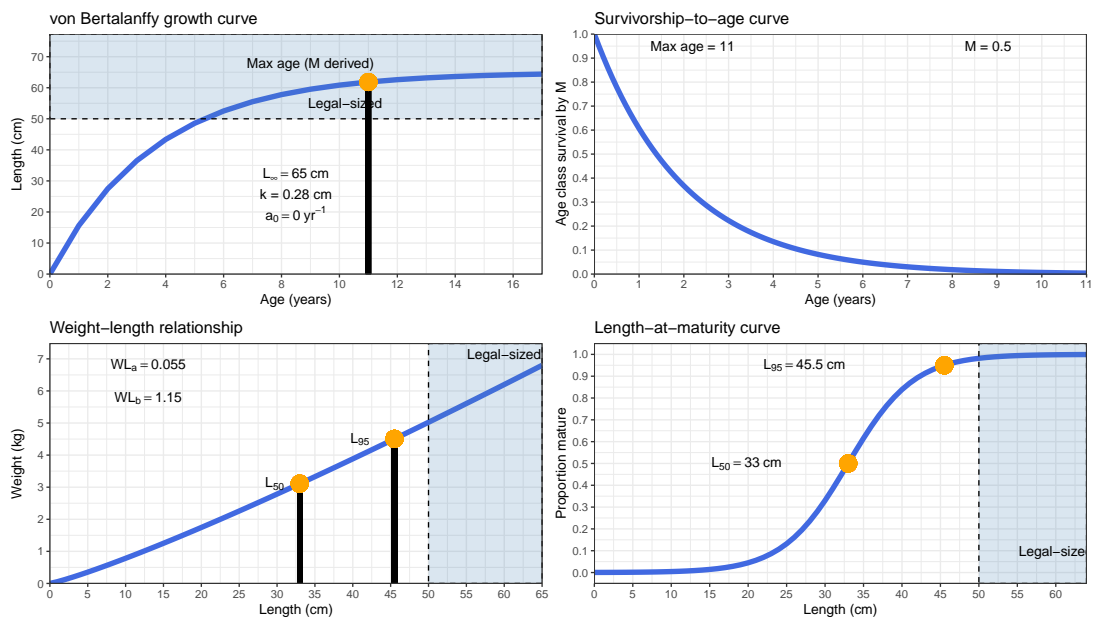 von Bertalanffy growth curve
70
60
50
40
30
20
10
0
Length (cm)
Max age (M derived)
Legal−sized
L∞ = 65 cm
k = 0.28 cm
a₀ = 0 yr⁻¹
0 2 4 6 8 10 12 14 16
Age (years)
Survivorship−to−age curve
1.0
0.9
0.8
0.7
0.6
0.5
0.4
0.3
0.2
0.1
0.0
Age class survival by M
Max age = 11
M = 0.5
0 1 2 3 4 5 6 7 8 9 10 11
Age (years)
Weight−length relationship
7
6
5
4
3
2
1
0
Weight (kg)
WLₐ = 0.055
WL_b = 1.15
Legal−sized
L₉₅
L₅₀
0 5 10 15 20 25 30 35 40 45 50 55 60 65
Length (cm)
Length−at−maturity curve
1.0
0.9
0.8
0.7
0.6
0.5
0.4
0.3
0.2
0.1
0.0
Proportion mature
L₉₅ = 45.5 cm
L₅₀ = 33 cm
Legal−size
0 5 10 15 20 25 30 35 40 45 50 55 60
Length (cm)